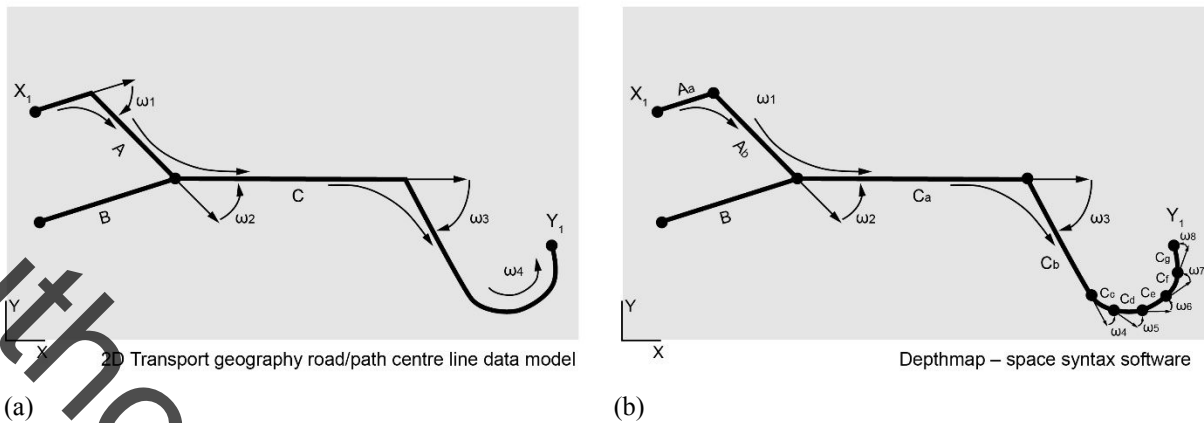 X₁
ω1
A
B
C
ω2
ω3
Y₁
ω4
Y
X
2D Transport geography road/path centre line data model
(a)
X₁
Aa
ω1
Ab
B
Ca
ω2
ω3
Cb
Y₁
ω8
Cg
Cf
ω7
Cc
Cd
Ce
ω6
ω4
ω5
Y
X
Depthmap – space syntax software
(b)